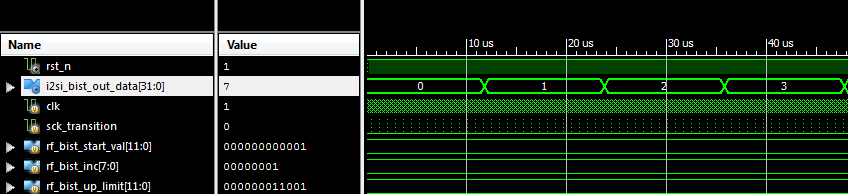 10 us 20 us 30 us 40 us
Name Value
rst_n 1
i2si_bist_out_data[31:0] 7 0 1 2 3
clk 1
sck_transition 0
rf_bist_start_val[11:0] 000000000001
rf_bist_inc[7:0] 00000001
rf_bist_up_limit[11:0] 000000011001